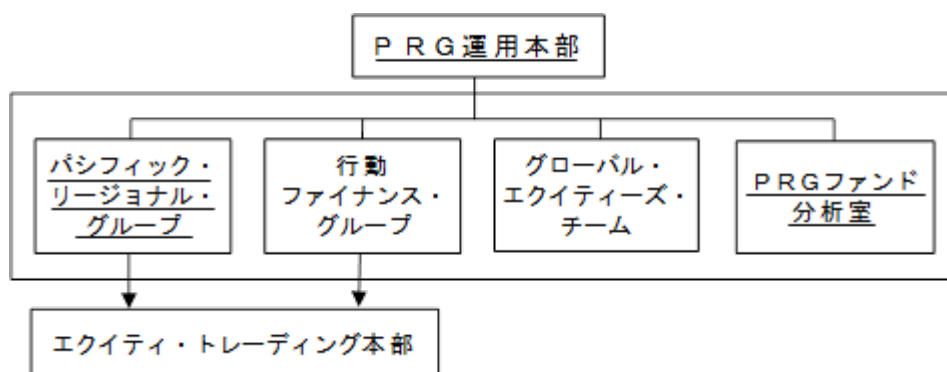 ＰＲＧ運用本部
パシフィック・
リージョナル・
グループ
行動
ファイナンス・
グループ
グローバル・
エクイティーズ・
チーム
ＰＲＧファンド
分析室
エクイティ・トレーディング本部